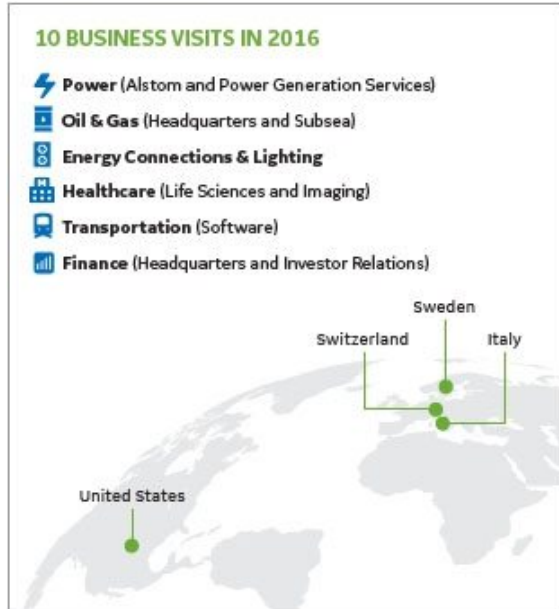 10 BUSINESS VISITS IN 2016
Power (Alstom and Power Generation Services)
Oil & Gas (Headquarters and Subsea)
Energy Connections & Lighting
Healthcare (Life Sciences and Imaging)
Transportation (Software)
Finance (Headquarters and Investor Relations)
Sweden
Switzerland
Italy
United States